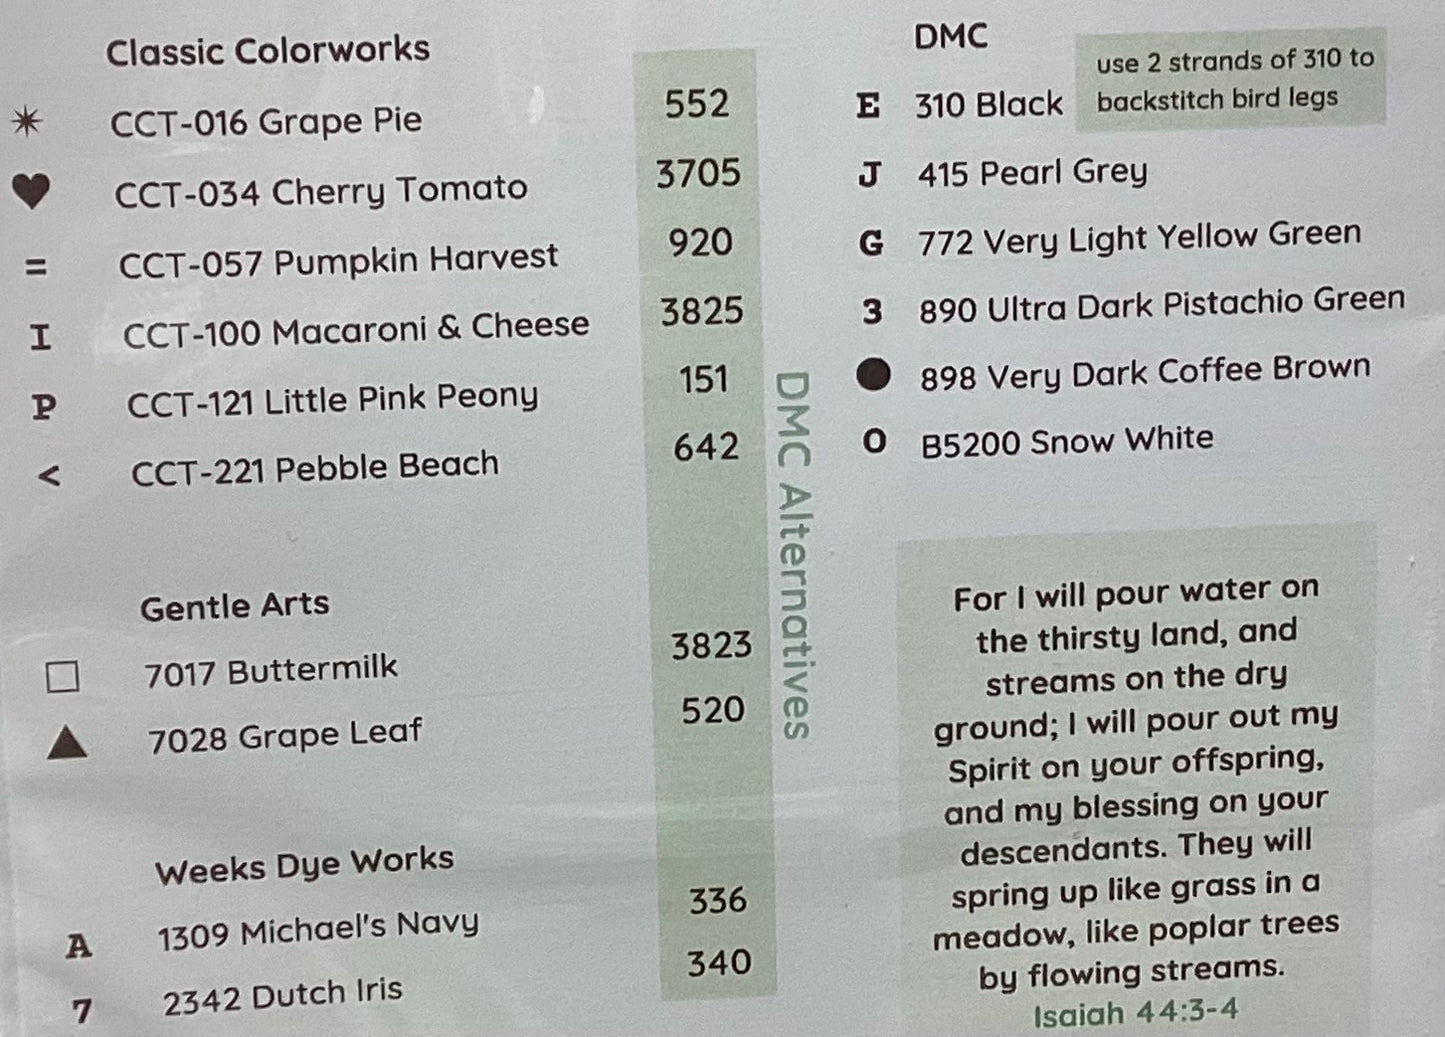 Classic Colorworks
✷ CCT-016 Grape Pie 552
♥ CCT-034 Cherry Tomato 3705
= CCT-057 Pumpkin Harvest 920
I CCT-100 Macaroni & Cheese 3825
P CCT-121 Little Pink Peony 151
< CCT-221 Pebble Beach 642
Gentle Arts
□ 7017 Buttermilk 3823
▲ 7028 Grape Leaf 520
Weeks Dye Works
A 1309 Michael's Navy 336
7 2342 Dutch Iris 340
DMC Alternatives
DMC
E 310 Black
use 2 strands of 310 to
backstitch bird legs
J 415 Pearl Grey
G 772 Very Light Yellow Green
3 890 Ultra Dark Pistachio Green
● 898 Very Dark Coffee Brown
O B5200 Snow White
For I will pour water on
the thirsty land, and
streams on the dry
ground; I will pour out my
Spirit on your offspring,
and my blessing on your
descendants. They will
spring up like grass in a
meadow, like poplar trees
by flowing streams.
Isaiah 44:3-4